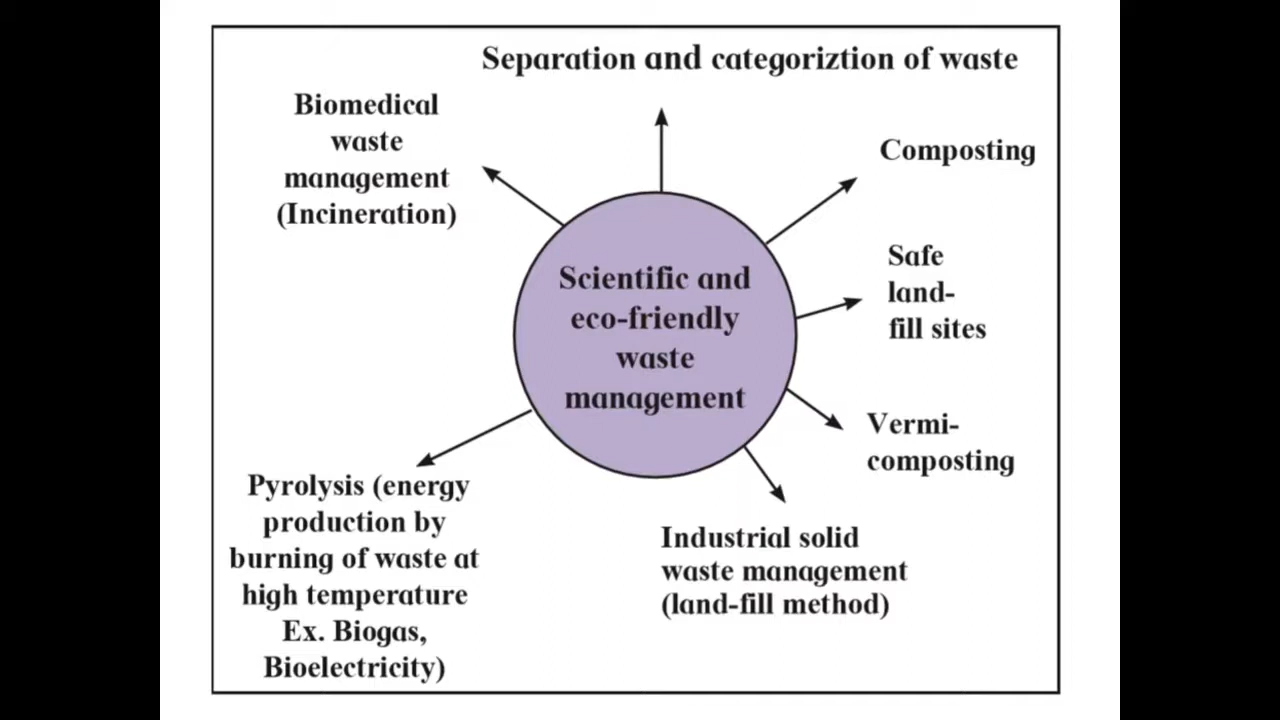 Separation and categoriztion of waste
Biomedical
waste
management
(Incineration)
Composting
Safe
land-
fill sites
Scientific and
eco-friendly
waste
management
Vermi-
composting
Pyrolysis (energy
production by
burning of waste at
high temperature
Ex. Biogas,
Bioelectricity)
Industrial solid
waste management
(land-fill method)